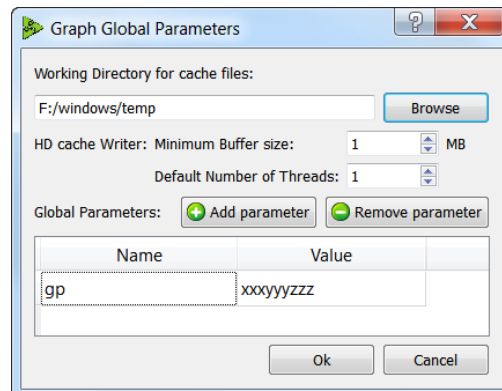 Graph Global Parameters
Working Directory for cache files:
F:/windows/temp Browse
HD cache Writer: Minimum Buffer size: 1 MB
Default Number of Threads: 1
Global Parameters: Add parameter Remove parameter
Name Value
gp xxxyyyzzz
Ok Cancel